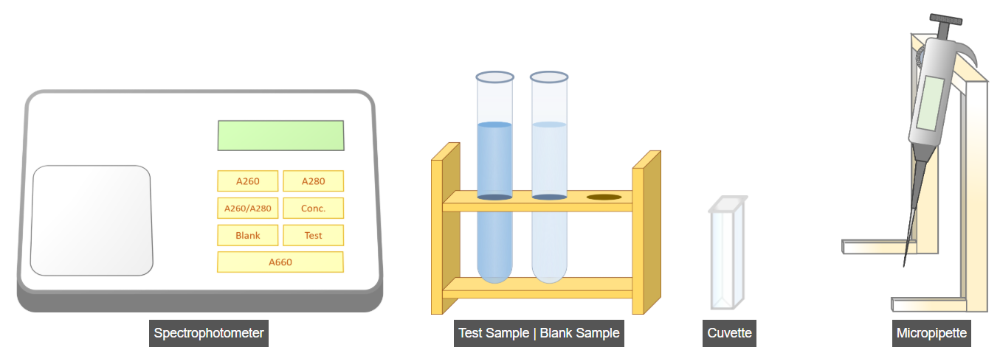 A260
A280
A260/A280
Conc.
Blank
Test
A660
Spectrophotometer
Test Sample | Blank Sample
Cuvette
Micropipette